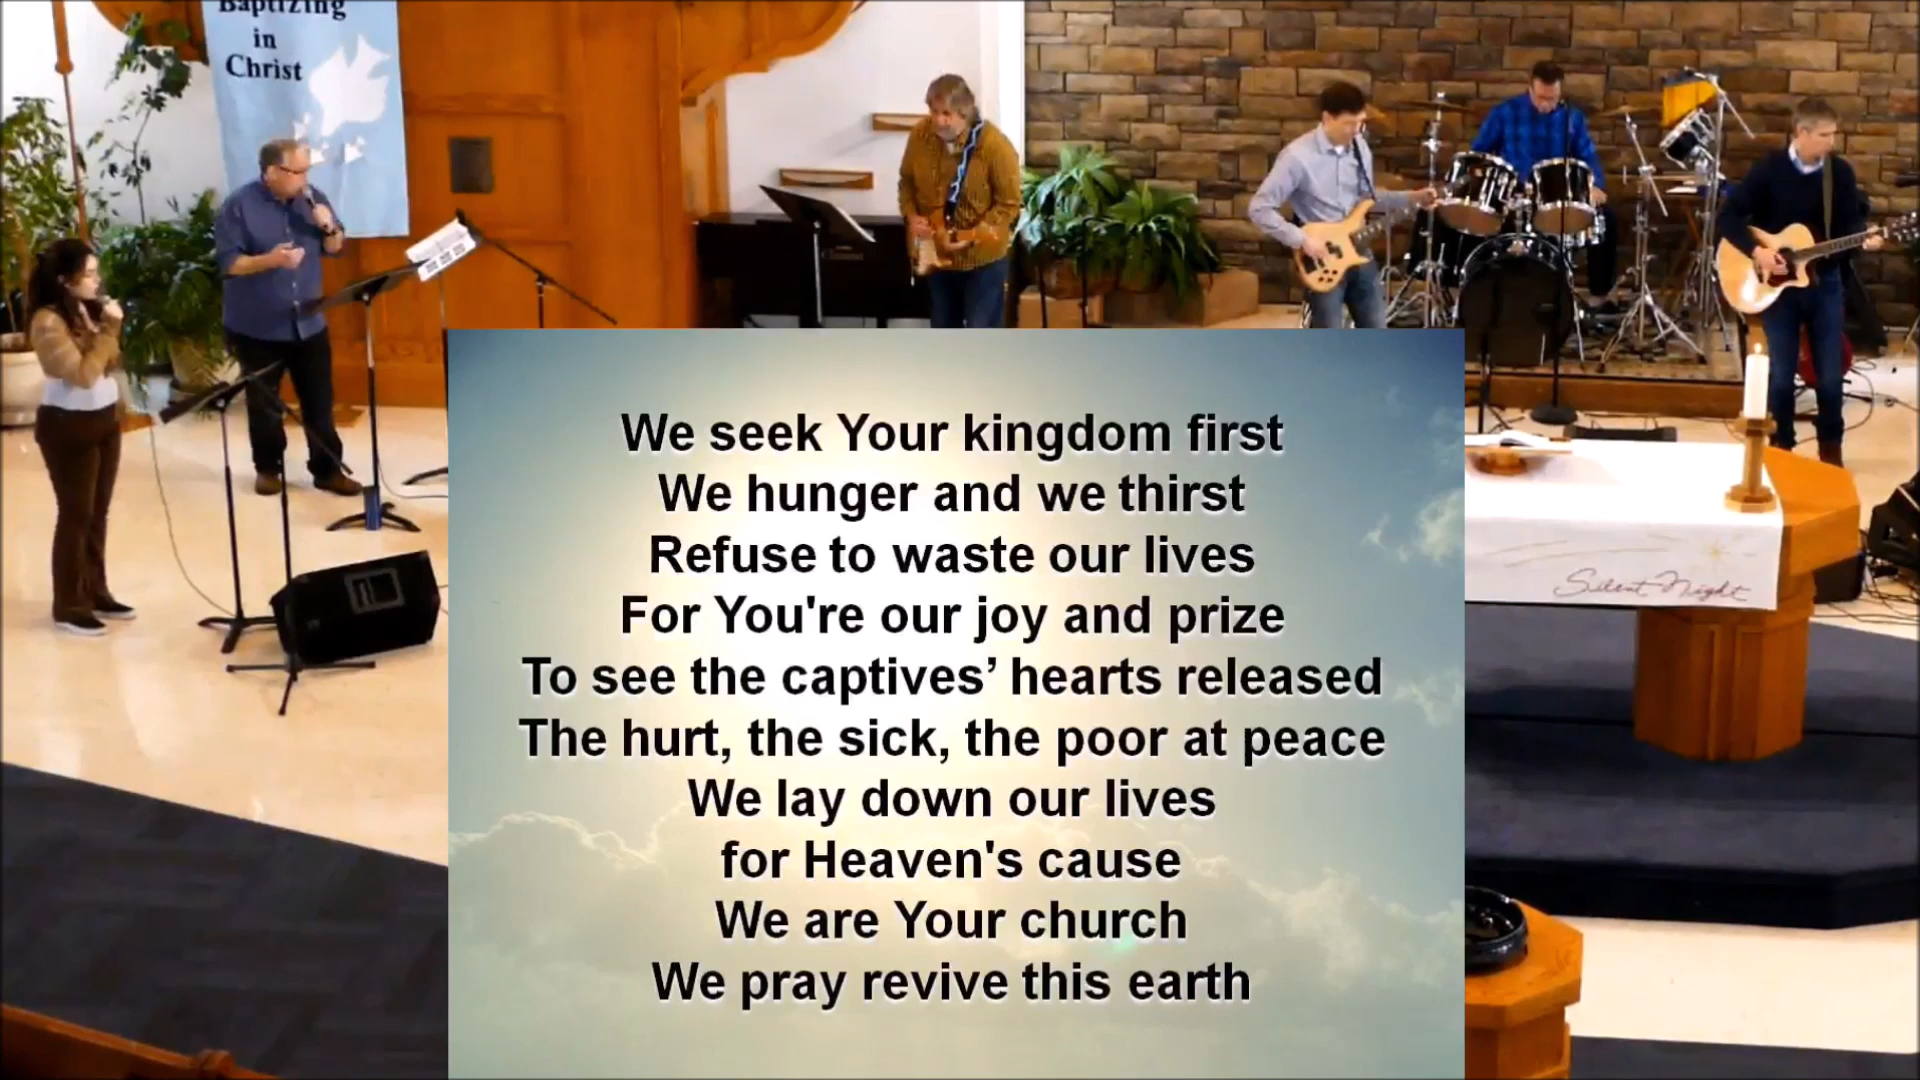 Baptizing
in
Christ
We seek Your kingdom first
We hunger and we thirst
Refuse to waste our lives
For You're our joy and prize
To see the captives’ hearts released
The hurt, the sick, the poor at peace
We lay down our lives
for Heaven's cause
We are Your church
We pray revive this earth
Silent Night